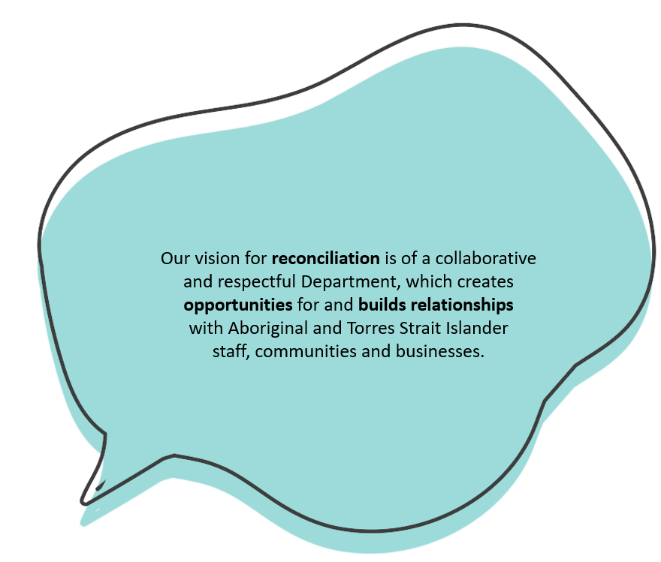 Our vision for reconciliation is of a collaborative
and respectful Department, which creates
opportunities for and builds relationships
with Aboriginal and Torres Strait Islander
staff, communities and businesses.